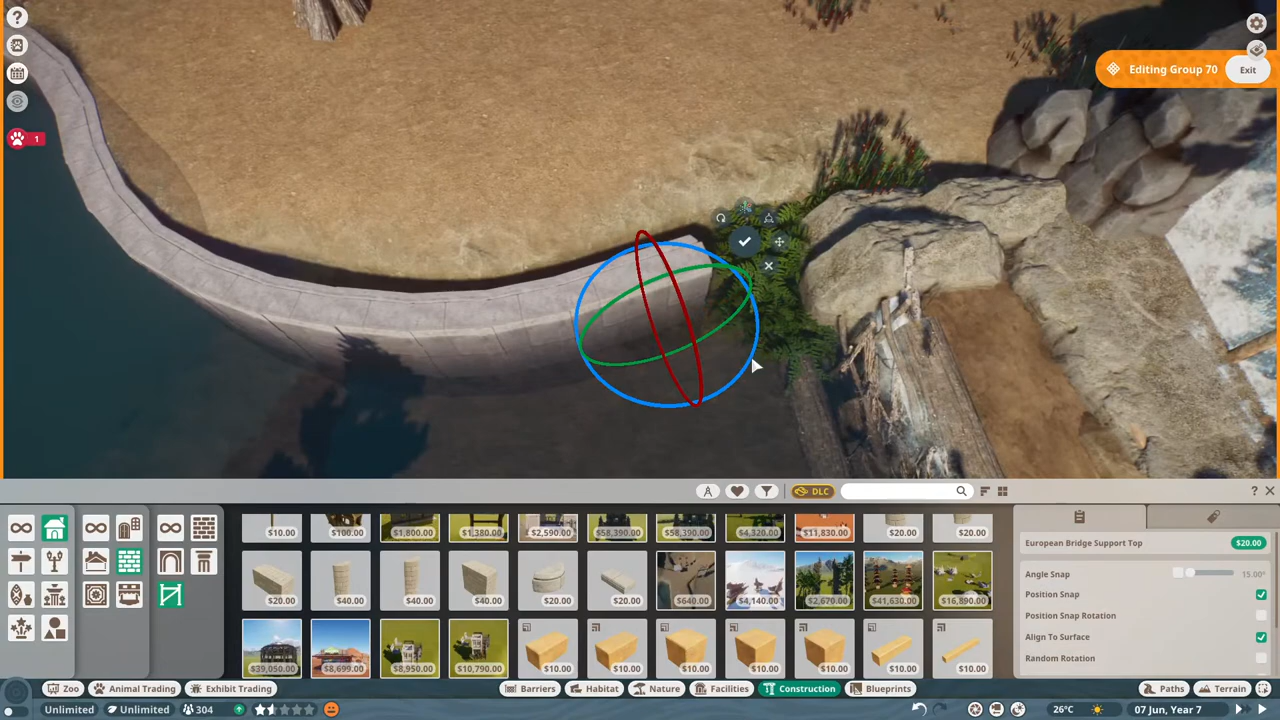 ?
Editing Group 70
Exit
1
DLC
? ×
$10.00
$100.00
$1,800.00
$1,380.00
$2,590.00
$58,390.00
$58,390.00
$4,320.00
$11,830.00
$20.00
$20.00
$20.00
$40.00
$40.00
$40.00
$20.00
$20.00
$640.00
$4,140.00
$2,670.00
$41,630.00
$16,890.00
$39,050.00
$8,699.00
$8,950.00
$10,790.00
$10.00
$10.00
$10.00
$10.00
$10.00
$10.00
$10.00
European Bridge Support Top
$20.00
Angle Snap
15.00°
Position Snap
Position Snap Rotation
Align To Surface
Random Rotation
Zoo
Animal Trading
Exhibit Trading
Barriers
Habitat
Nature
Facilities
Construction
Blueprints
Paths
Terrain
Unlimited
Unlimited
304
26°C
07 Jun, Year 7